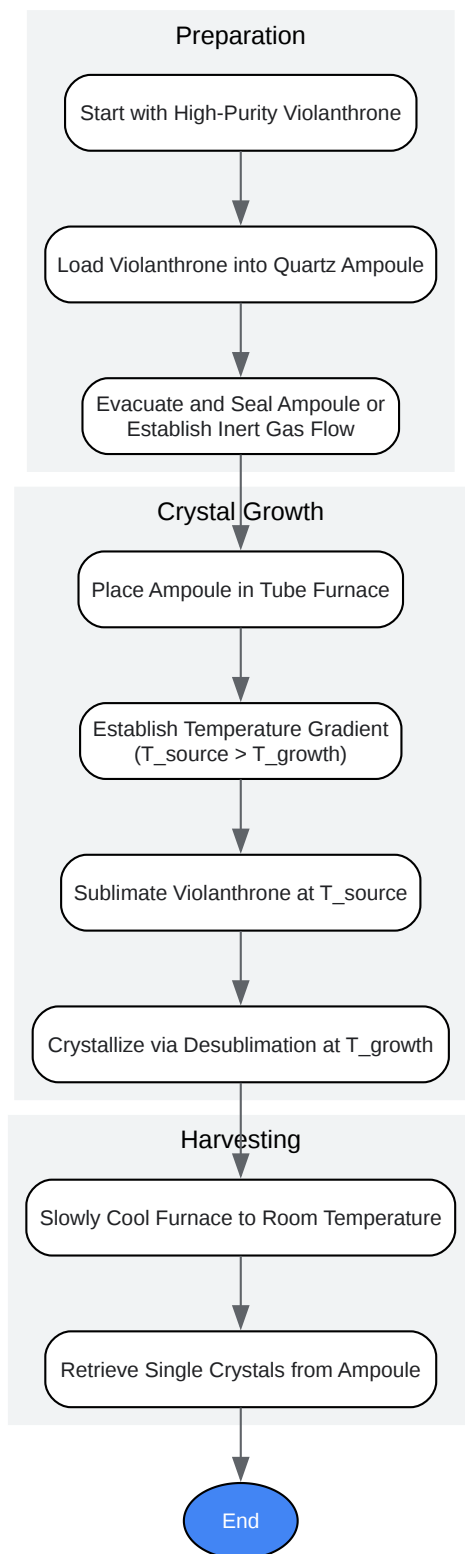 Preparation
Start with High-Purity Violanthrone
Load Violanthrone into Quartz Ampoule
Evacuate and Seal Ampoule or
Establish Inert Gas Flow
Crystal Growth
Place Ampoule in Tube Furnace
Establish Temperature Gradient
(T_source > T_growth)
Sublimate Violanthrone at T_source
Crystallize via Desublimation at T_growth
Harvesting
Slowly Cool Furnace to Room Temperature
Retrieve Single Crystals from Ampoule
End